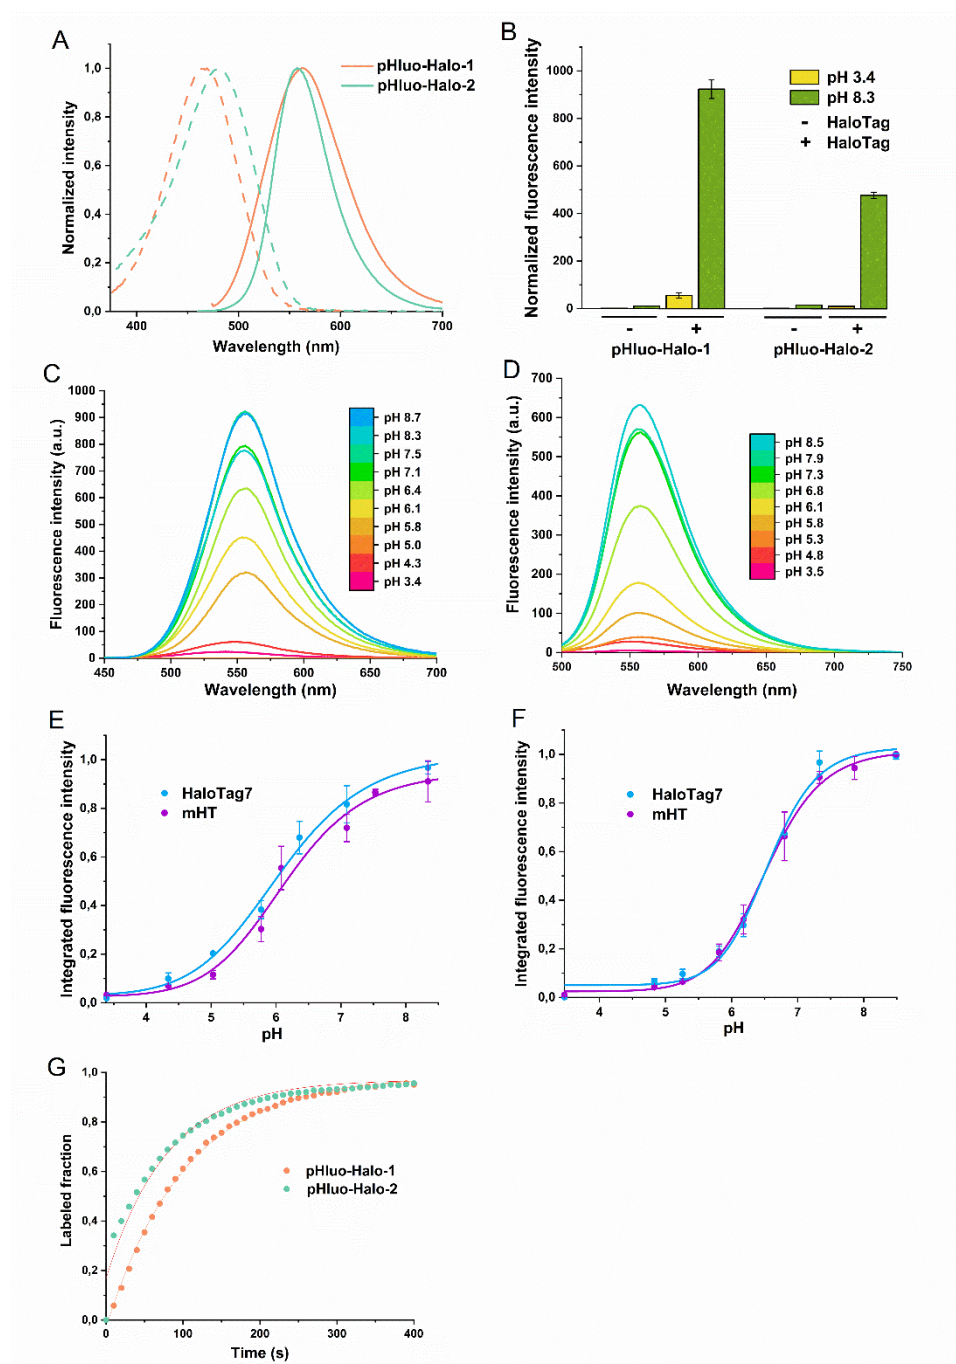 A
Normalized intensity
1,0
0,8
0,6
0,4
0,2
0,0
400
500
600
700
Wavelength (nm)
pHluo-Halo-1
pHluo-Halo-2
B
Normalized fluorescence intensity
1000
800
600
400
200
0
pH 3.4
pH 8.3
- HaloTag
+ HaloTag
- + - +
pHluo-Halo-1 pHluo-Halo-2
C
Fluorescence intensity (a.u.)
1000
900
800
700
600
500
400
300
200
100
0
450 500 550 600 650 700
Wavelength (nm)
pH 8.7
pH 8.3
pH 7.5
pH 7.1
pH 6.4
pH 6.1
pH 5.8
pH 5.0
pH 4.3
pH 3.4
D
Fluorescence intensity (a.u.)
700
600
500
400
300
200
100
0
500 550 600 650 700 750
Wavelength (nm)
pH 8.5
pH 7.9
pH 7.3
pH 6.8
pH 6.1
pH 5.8
pH 5.3
pH 4.8
pH 3.5
E
Integrated fluorescence intensity
1,0
0,8
0,6
0,4
0,2
0,0
4 5 6 7 8
pH
HaloTag7
mHT
F
Integrated fluorescence intensity
1,0
0,8
0,6
0,4
0,2
0,0
4 5 6 7 8
pH
HaloTag7
mHT
G
Labeled fraction
1,0
0,8
0,6
0,4
0,2
0,0
0 100 200 300 400
Time (s)
pHluo-Halo-1
pHluo-Halo-2